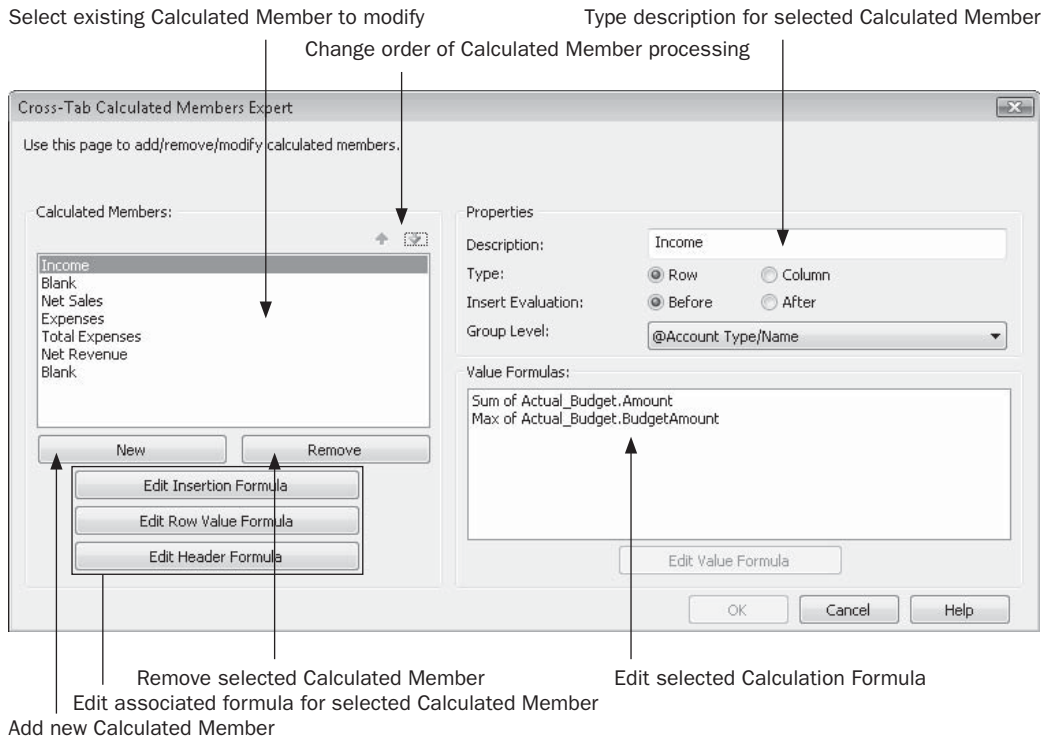 Select existing Calculated Member to modify
Type description for selected Calculated Member
Change order of Calculated Member processing
Cross-Tab Calculated Members Expert
Use this page to add/remove/modify calculated members.
Calculated Members:
Income
Blank
Net Sales
Expenses
Total Expenses
Net Revenue
Blank
New
Remove
Edit Insertion Formula
Edit Row Value Formula
Edit Header Formula
Properties
Description:
Income
Type:
Row
Column
Insert Evaluation:
Before
After
Group Level:
@Account Type/Name
Value Formulas:
Sum of Actual_Budget.Amount
Max of Actual_Budget.BudgetAmount
Edit Value Formula
OK
Cancel
Help
Remove selected Calculated Member
Edit selected Calculation Formula
Edit associated formula for selected Calculated Member
Add new Calculated Member